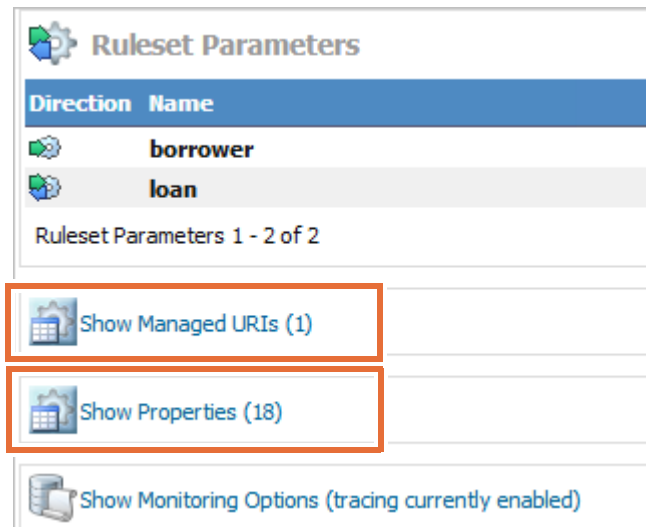 Ruleset Parameters
Direction Name
borrower
loan
Ruleset Parameters 1 - 2 of 2
Show Managed URIs (1)
Show Properties (18)
Show Monitoring Options (tracing currently enabled)